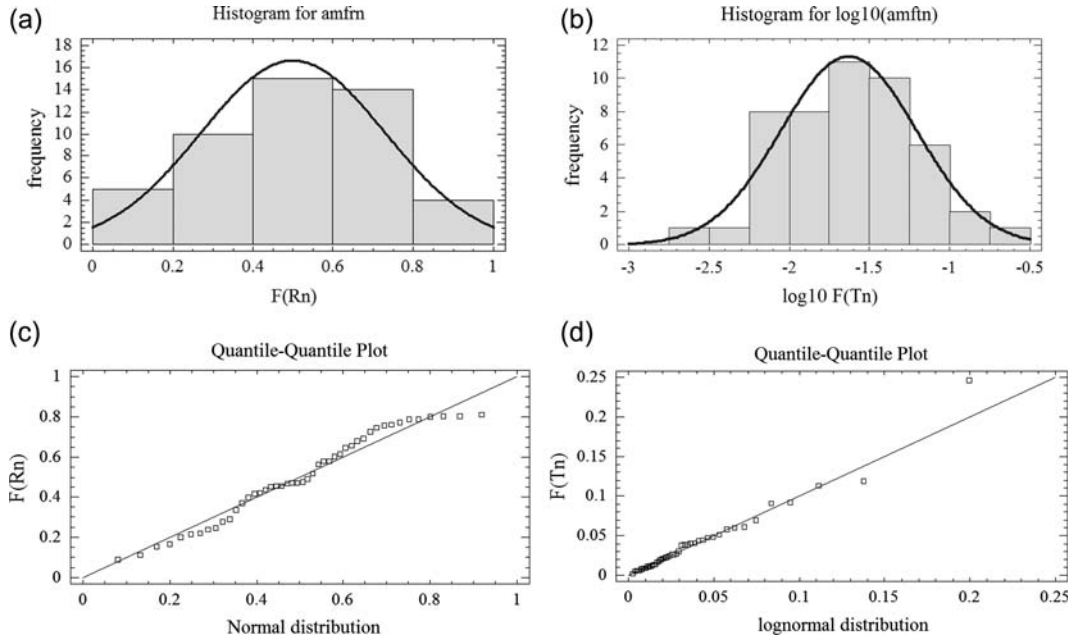 (a)
Histogram for amfrn
frequency
18
16
14
12
10
8
6
4
2
0
0 0.2 0.4 0.6 0.8 1
F(Rn)
(b)
Histogram for log10(amftn)
frequency
12
10
8
6
4
2
0
-3 -2.5 -2 -1.5 -1 -0.5
log10 F(Tn)
(c)
Quantile-Quantile Plot
F(Rn)
1
0.8
0.6
0.4
0.2
0
0 0.2 0.4 0.6 0.8 1
Normal distribution
(d)
Quantile-Quantile Plot
F(Tn)
0.25
0.2
0.15
0.1
0.05
0
0 0.05 0.1 0.15 0.2 0.25
lognormal distribution